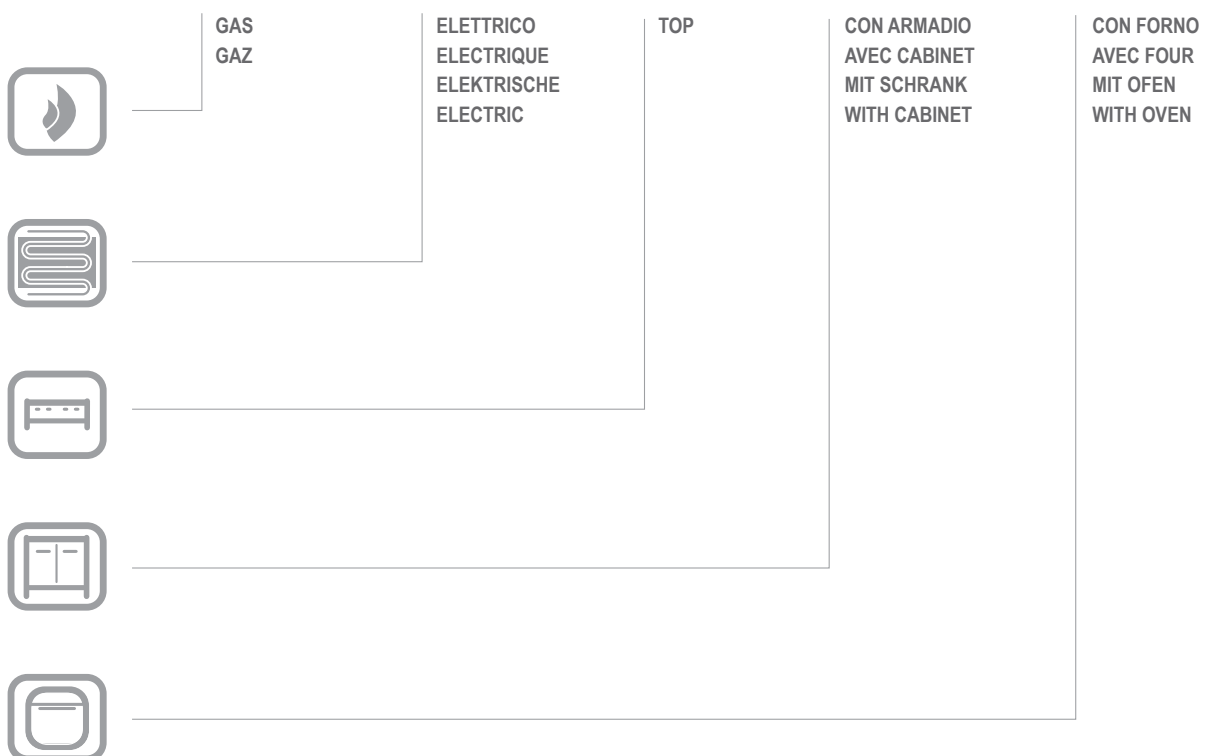 GAS
GAZ
ELETTRICO
ELECTRIQUE
ELEKTRISCHE
ELECTRIC
TOP
CON ARMADIO
AVEC CABINET
MIT SCHRANK
WITH CABINET
CON FORNO
AVEC FOUR
MIT OFEN
WITH OVEN